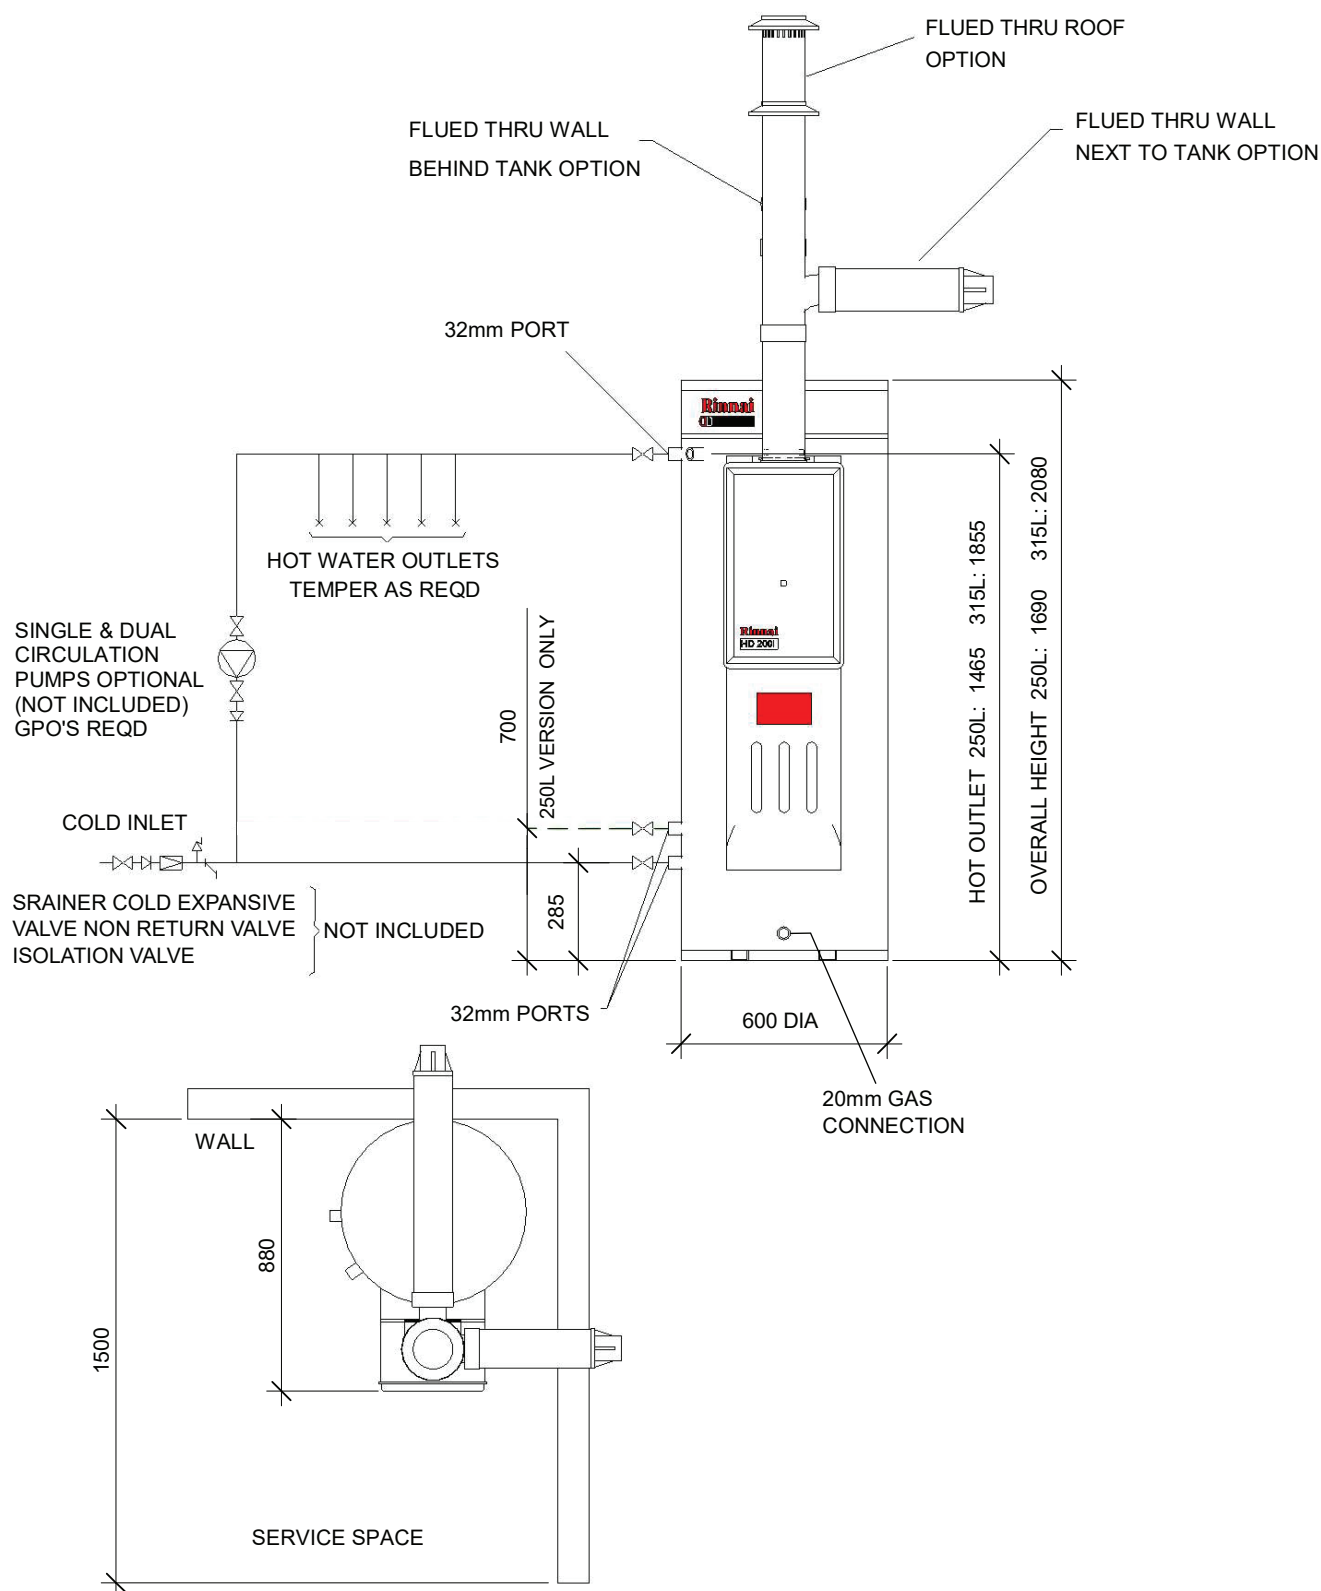 FLUED THRU ROOF
OPTION
FLUED THRU WALL
BEHIND TANK OPTION
FLUED THRU WALL
NEXT TO TANK OPTION
32mm PORT
Rinnai
HOT WATER OUTLETS
TEMPER AS REQD
SINGLE & DUAL
CIRCULATION
PUMPS OPTIONAL
(NOT INCLUDED)
GPO'S REQD
Rinnai
HD 200i
700
250L VERSION ONLY
HOT OUTLET 250L: 1465 315L: 1855
OVERALL HEIGHT 250L: 1690 315L: 2080
COLD INLET
SRAINER COLD EXPANSIVE
VALVE NON RETURN VALVE
ISOLATION VALVE
NOT INCLUDED
285
32mm PORTS
600 DIA
20mm GAS
CONNECTION
WALL
880
1500
SERVICE SPACE